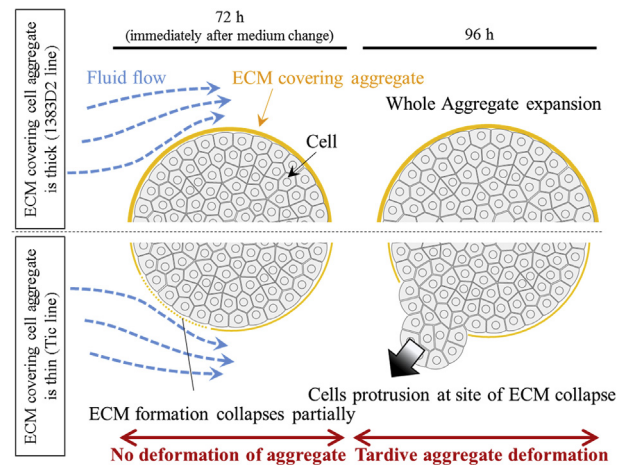 72 h
(immediately after medium change)
96 h
ECM covering cell aggregate
is thick (1383D2 line)
Fluid flow
ECM covering aggregate
Cell
Whole Aggregate expansion
ECM covering cell aggregate
is thin (Tic line)
ECM formation collapses partially
Cells protrusion at site of ECM collapse
No deformation of aggregate
Tardive aggregate deformation